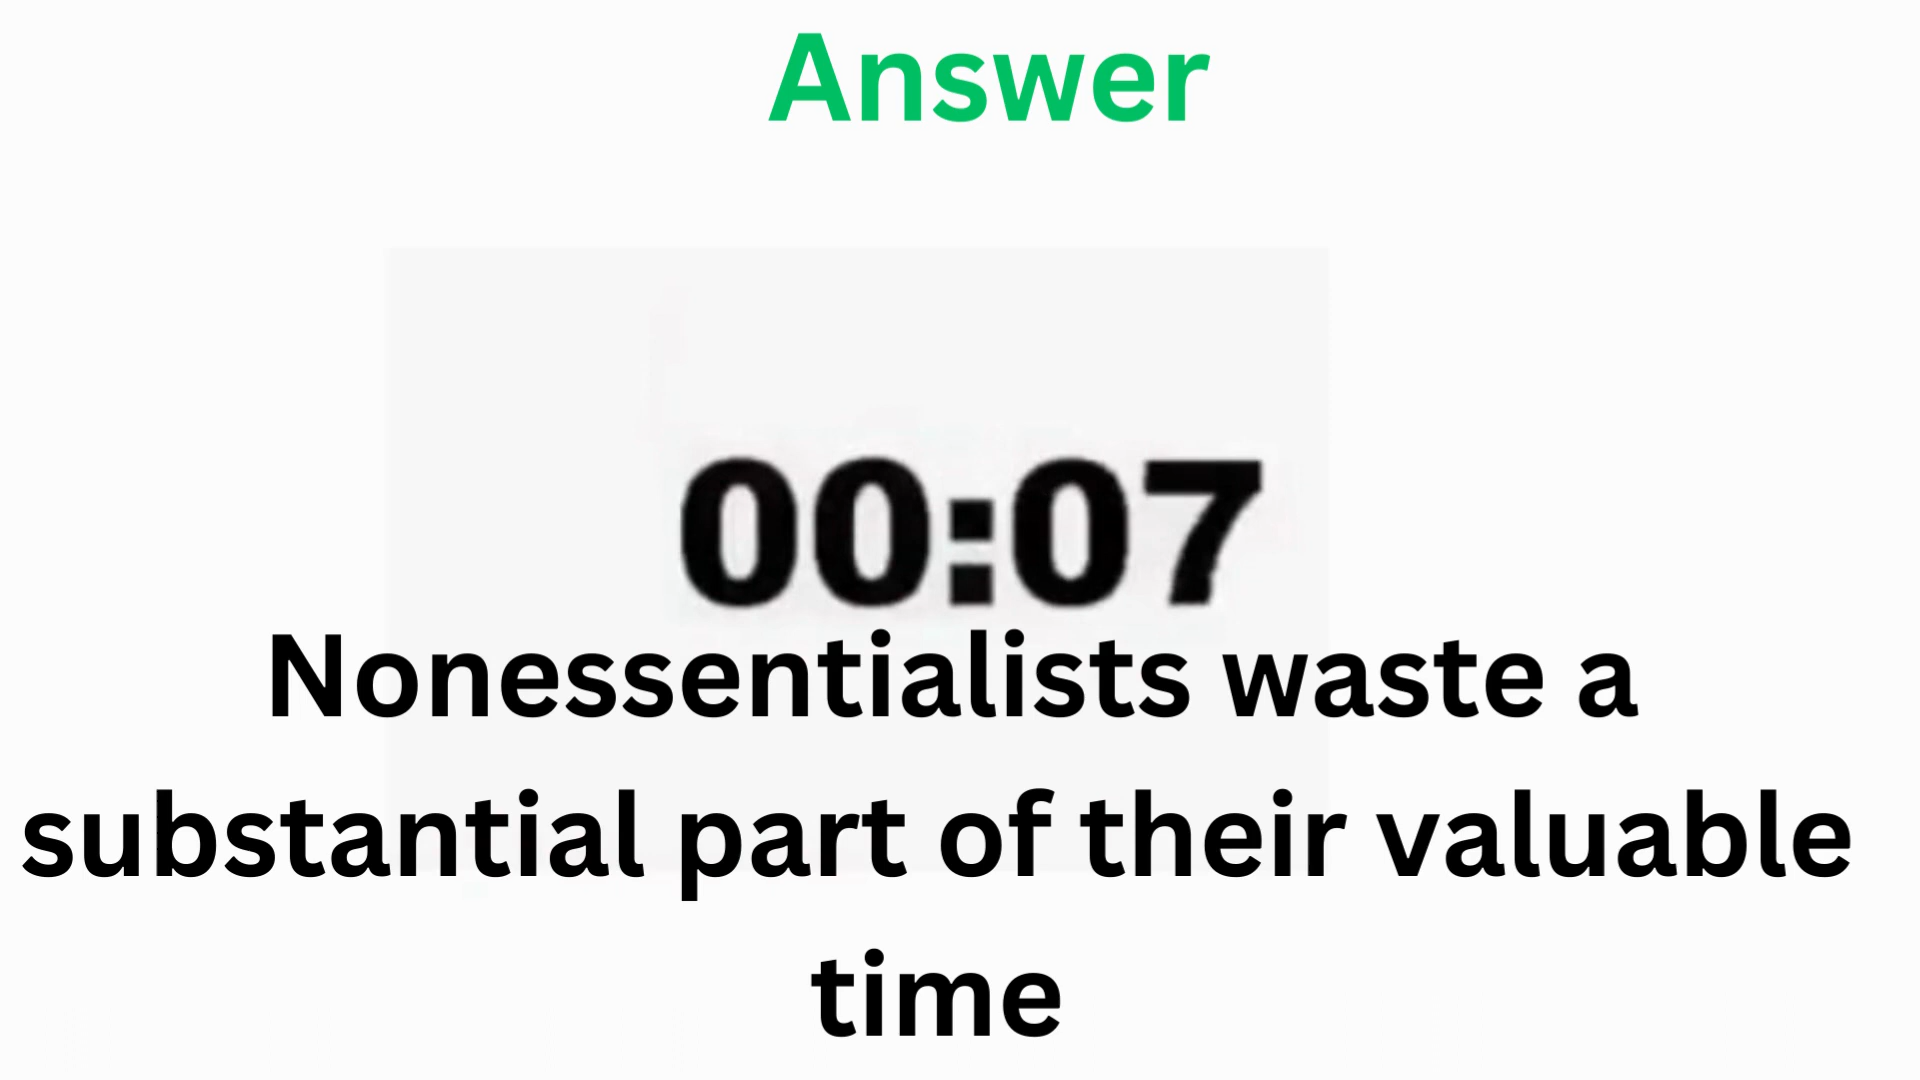 Answer
00:07
Nonessentialists waste a
substantial part of their valuable
time